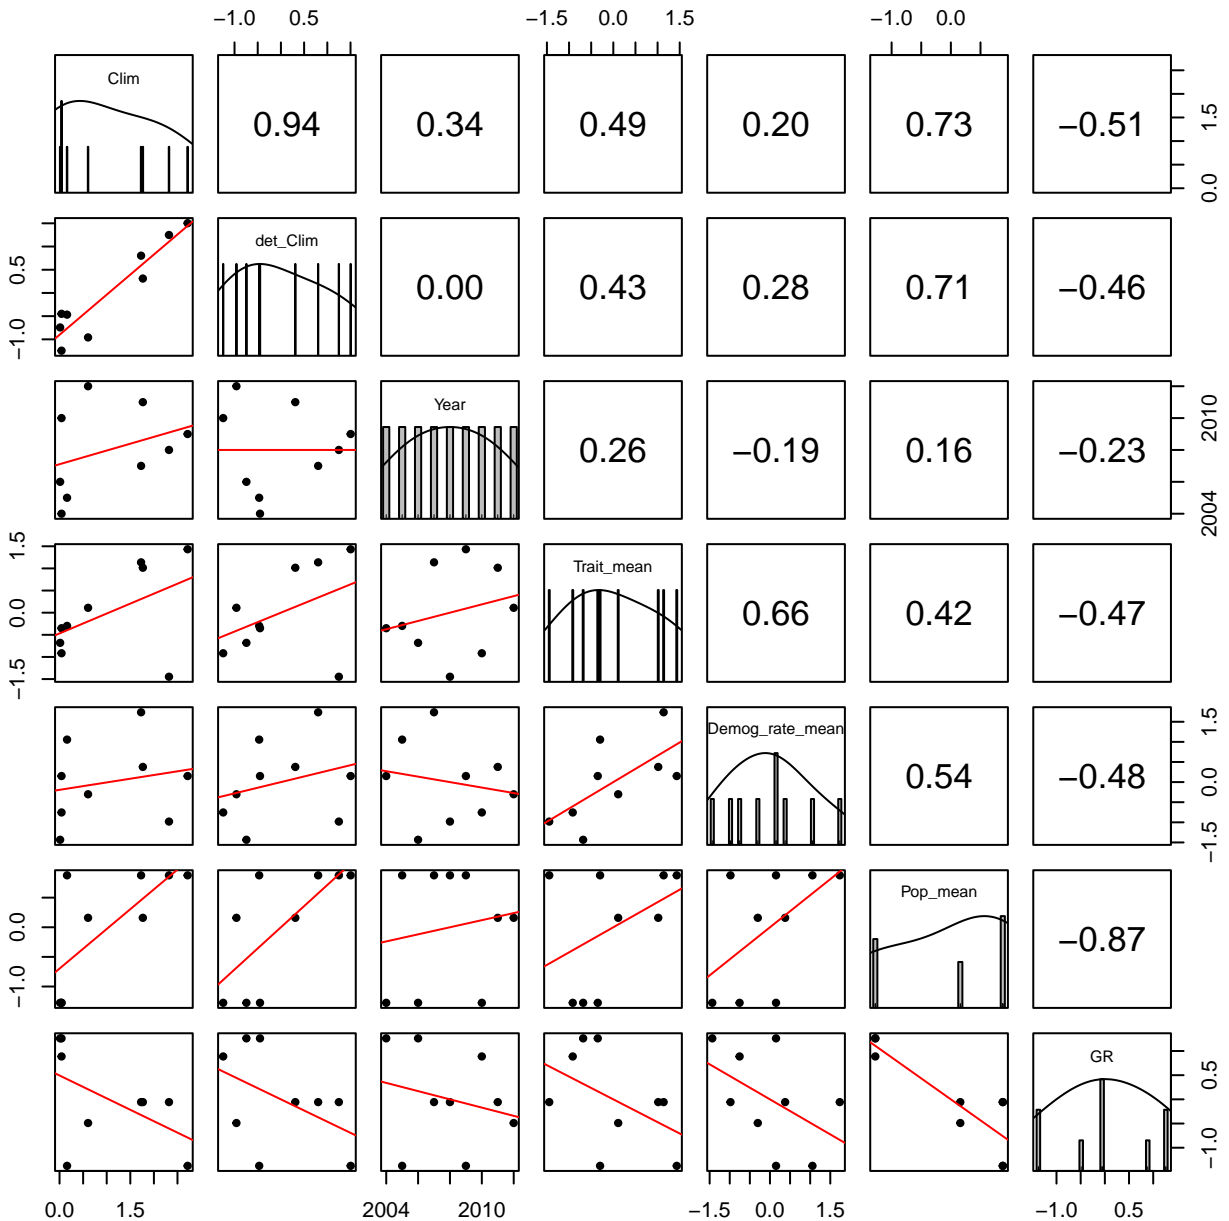 −1.0 0.5 −1.5 0.0 1.5 −1.0 0.0
Clim 0.94 0.34 0.49 0.20 0.73 −0.51 0.0 1.5
−1.0 0.5 det_Clim 0.00 0.43 0.28 0.71 −0.46
Year 0.26 −0.19 0.16 −0.23 2004 2010
−1.5 0.0 1.5 Trait_mean 0.66 0.42 −0.47
Demog_rate_mean 0.54 −0.48 −1.5 0.0 1.5
−1.0 0.0 Pop_mean −0.87
GR −1.0 0.5
0.0 1.5 2004 2010 −1.5 0.0 −1.0 0.5